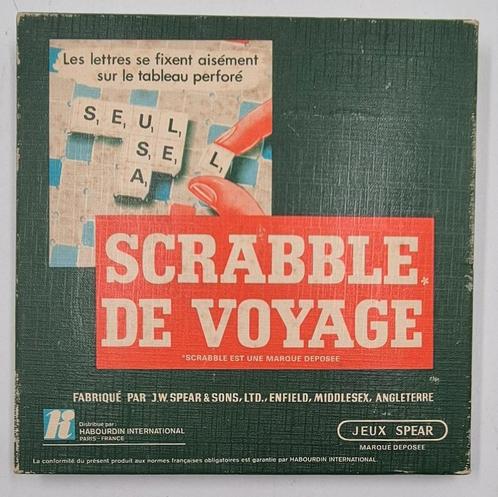 Les lettres se fixent aisément
sur le tableau perforé
S E U L
U S E L
A
SCRABBLE*
DE VOYAGE
*SCRABBLE EST UNE MARQUE DEPOSEE
FABRIQUÉ PAR J.W. SPEAR & SONS, LTD., ENFIELD, MIDDLESEX, ANGLETERRE
Distribué par :
HABOURDIN INTERNATIONAL
PARIS - FRANCE
JEUX SPEAR
MARQUE DEPOSEE
La conformité du présent produit aux normes françaises obligatoires est garantie par HABOURDIN INTERNATIONAL.